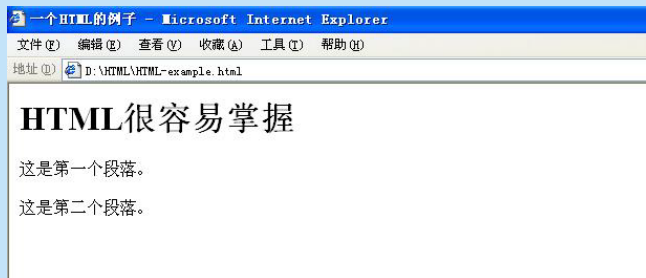 一个HTML的例子 - Microsoft Internet Explorer
文件(F) 编辑(E) 查看(V) 收藏(A) 工具(T) 帮助(H)
地址(D) D:\HTML\HTML-example.html
HTML很容易掌握
这是第一个段落。
这是第二个段落。